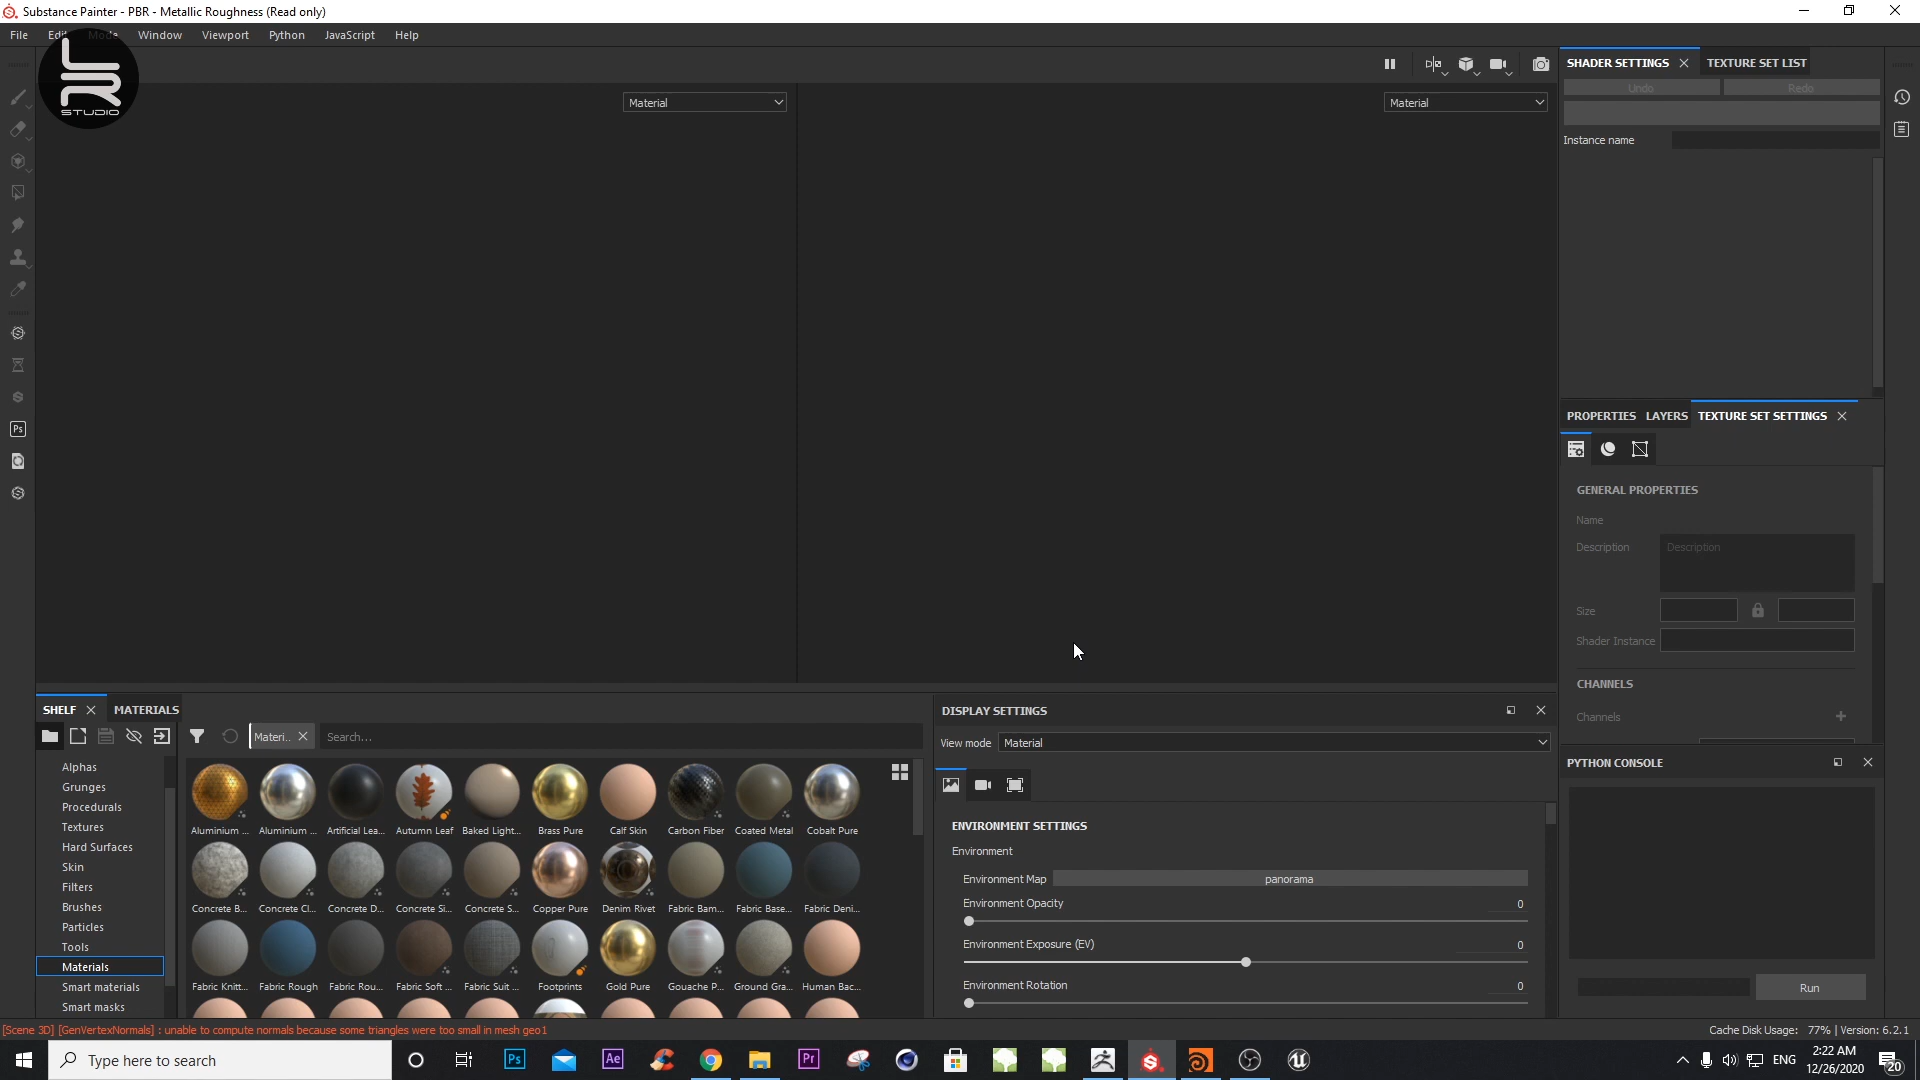 Substance Painter - PBR - Metallic Roughness (Read only)
File Edit Mode Window Viewport Python JavaScript Help
LR
STUDIO
Material
Material
SHADER SETTINGS TEXTURE SET LIST
Undo Redo
Instance name
PROPERTIES LAYERS TEXTURE SET SETTINGS
GENERAL PROPERTIES
Name
Description Description
Size
Shader Instance
CHANNELS
Channels
PYTHON CONSOLE
Run
SHELF MATERIALS
Materi... Search...
Alphas
Grunges
Procedurals
Textures
Hard Surfaces
Skin
Filters
Brushes
Particles
Tools
Materials
Smart materials
Smart masks
Aluminium ... Aluminium ... Artificial Lea... Autumn Leaf Baked Light... Brass Pure Calf Skin Carbon Fiber Coated Metal Cobalt Pure
Concrete B... Concrete Cl... Concrete D... Concrete Si... Concrete S... Copper Pure Denim Rivet Fabric Bam... Fabric Base... Fabric Deni...
Fabric Knitt... Fabric Rough Fabric Rou... Fabric Soft ... Fabric Suit ... Footprints Gold Pure Gouache P... Ground Gra... Human Bac...
DISPLAY SETTINGS
View mode Material
ENVIRONMENT SETTINGS
Environment
Environment Map panorama
Environment Opacity 0
Environment Exposure (EV) 0
Environment Rotation 0
[Scene 3D] [GenVertexNormals] : unable to compute normals because some triangles were too small in mesh geo1
Cache Disk Usage: 77% | Version: 6.2.1
Type here to search
Ps
Ps Ae Pr
ENG
2:22 AM
12/26/2020
20